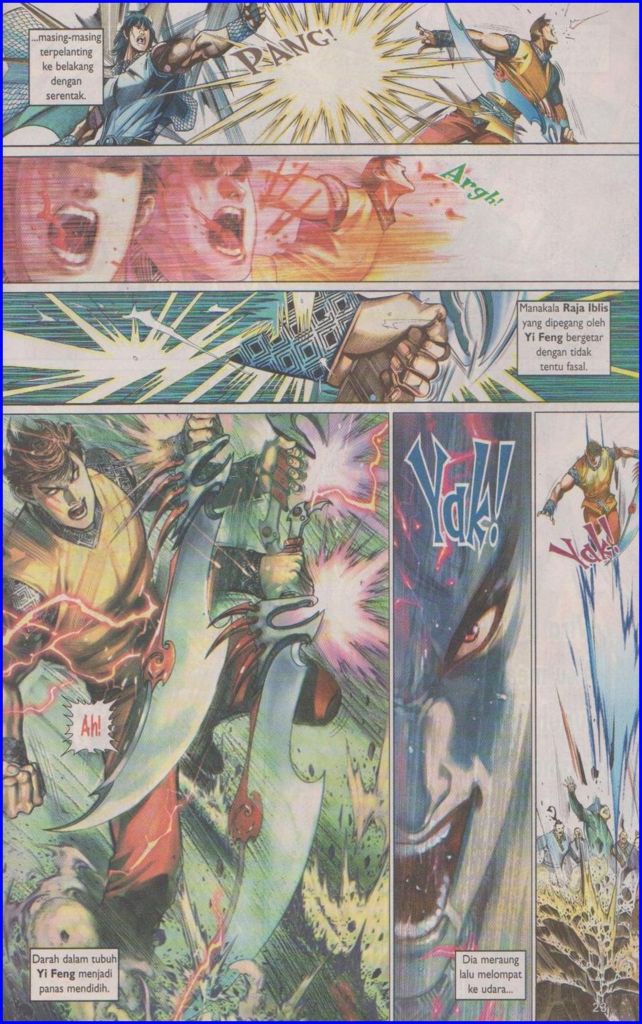 ...masing-masing
terpelanting
ke belakang
dengan
serentak.
PANG!
Argh!
Manakala Raja Iblis
yang dipegang oleh
Yi Feng bergetar
dengan tidak
tentu fasal.
Ah!
Darah dalam tubuh
Yi Feng menjadi
panas mendidih.
Yak!
Dia meraung
lalu melompat
ke udara...
Yak!